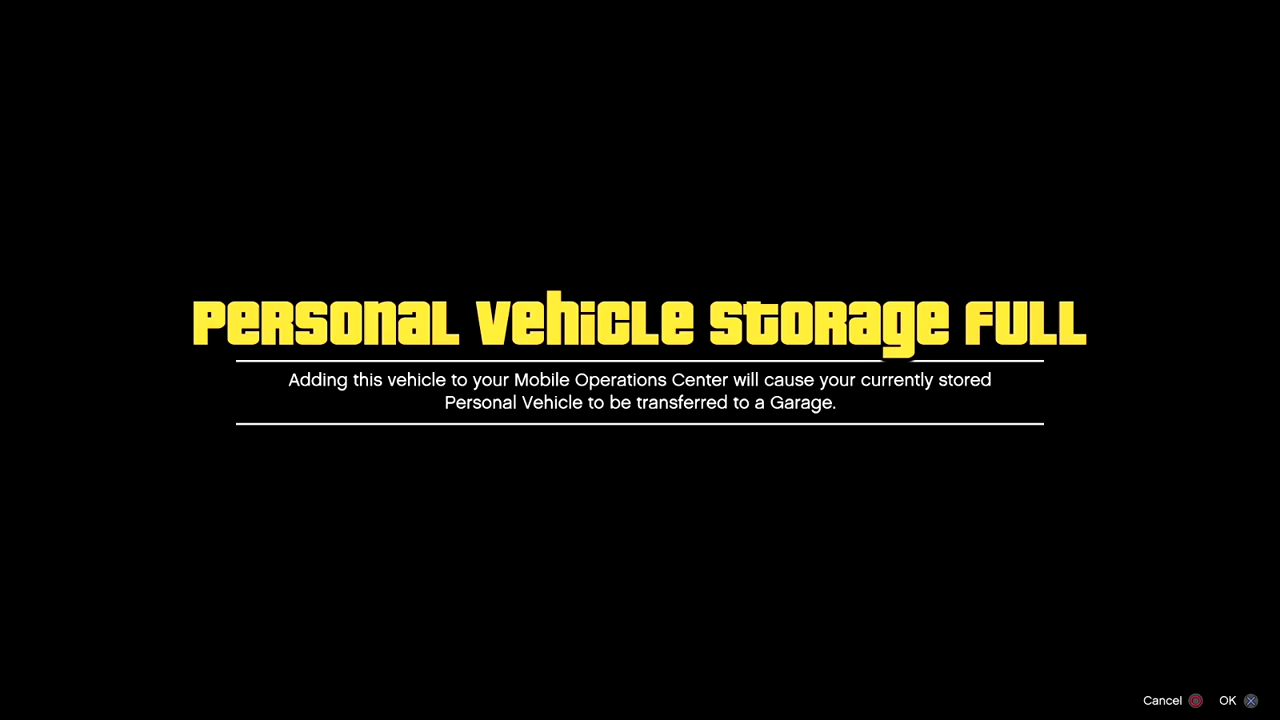 Personal Vehicle Storage Full
Adding this vehicle to your Mobile Operations Center will cause your currently stored
Personal Vehicle to be transferred to a Garage.
Cancel OK